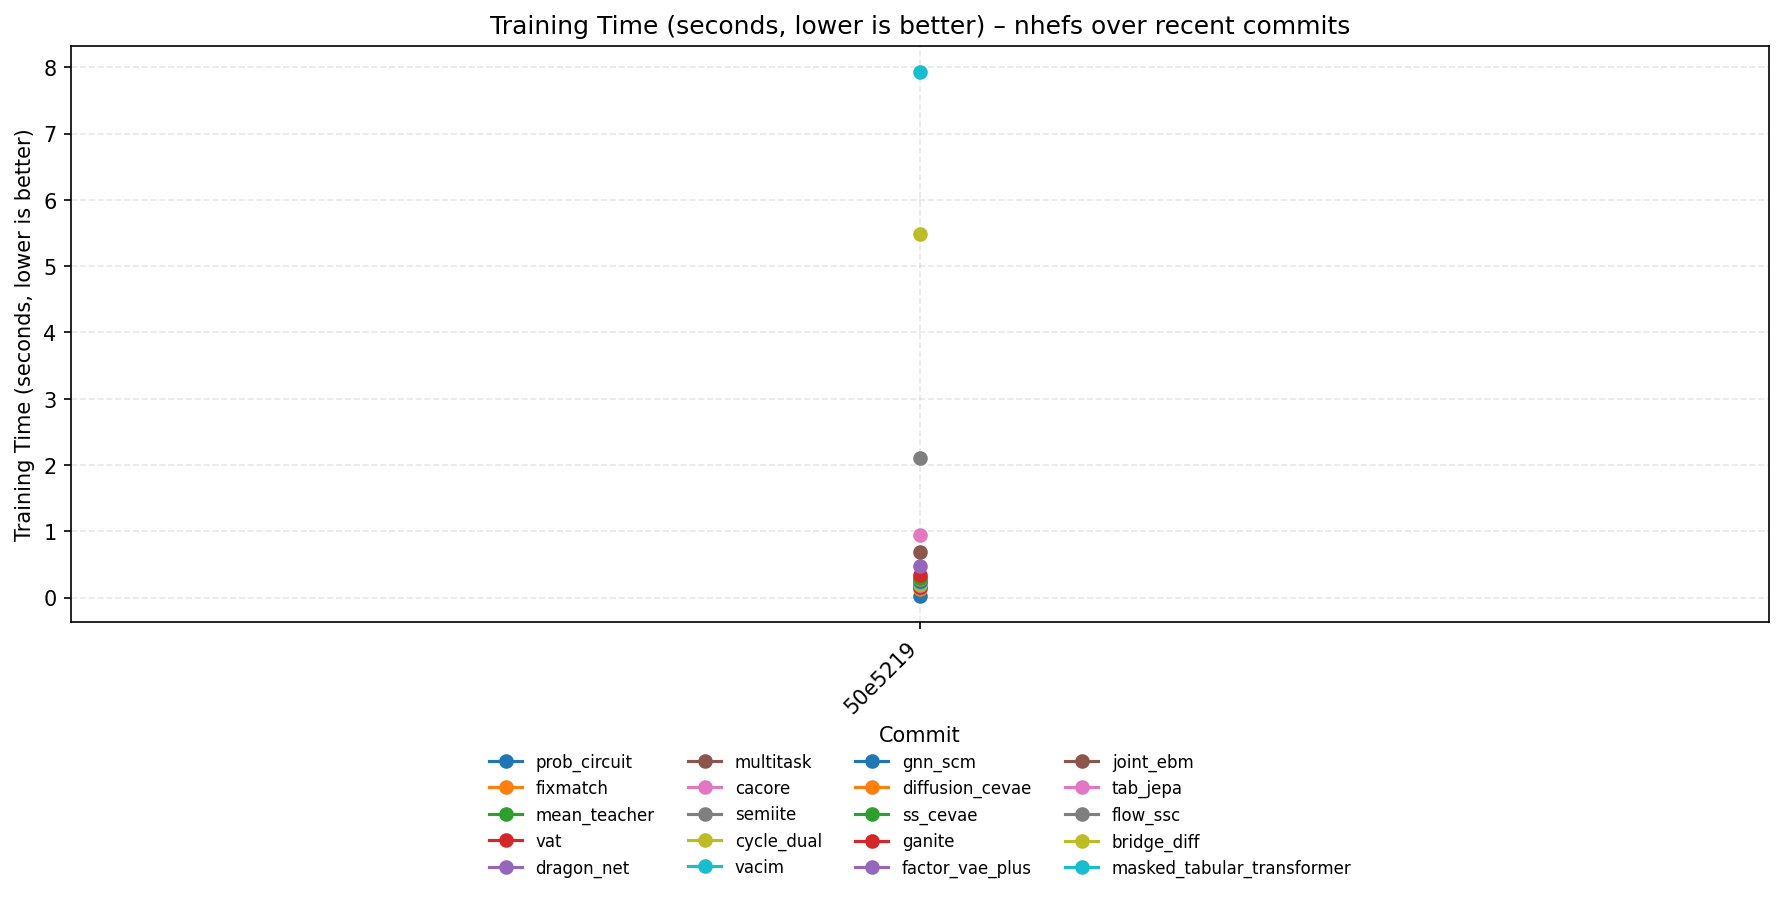 Training Time (seconds, lower is better) – nhefs over recent commits
Training Time (seconds, lower is better)
8
7
6
5
4
3
2
1
0
50e5219
Commit
prob_circuit
fixmatch
mean_teacher
vat
dragon_net
multitask
cacore
semiite
cycle_dual
vacim
gnn_scm
diffusion_cevae
ss_cevae
ganite
factor_vae_plus
joint_ebm
tab_jepa
flow_ssc
bridge_diff
masked_tabular_transformer